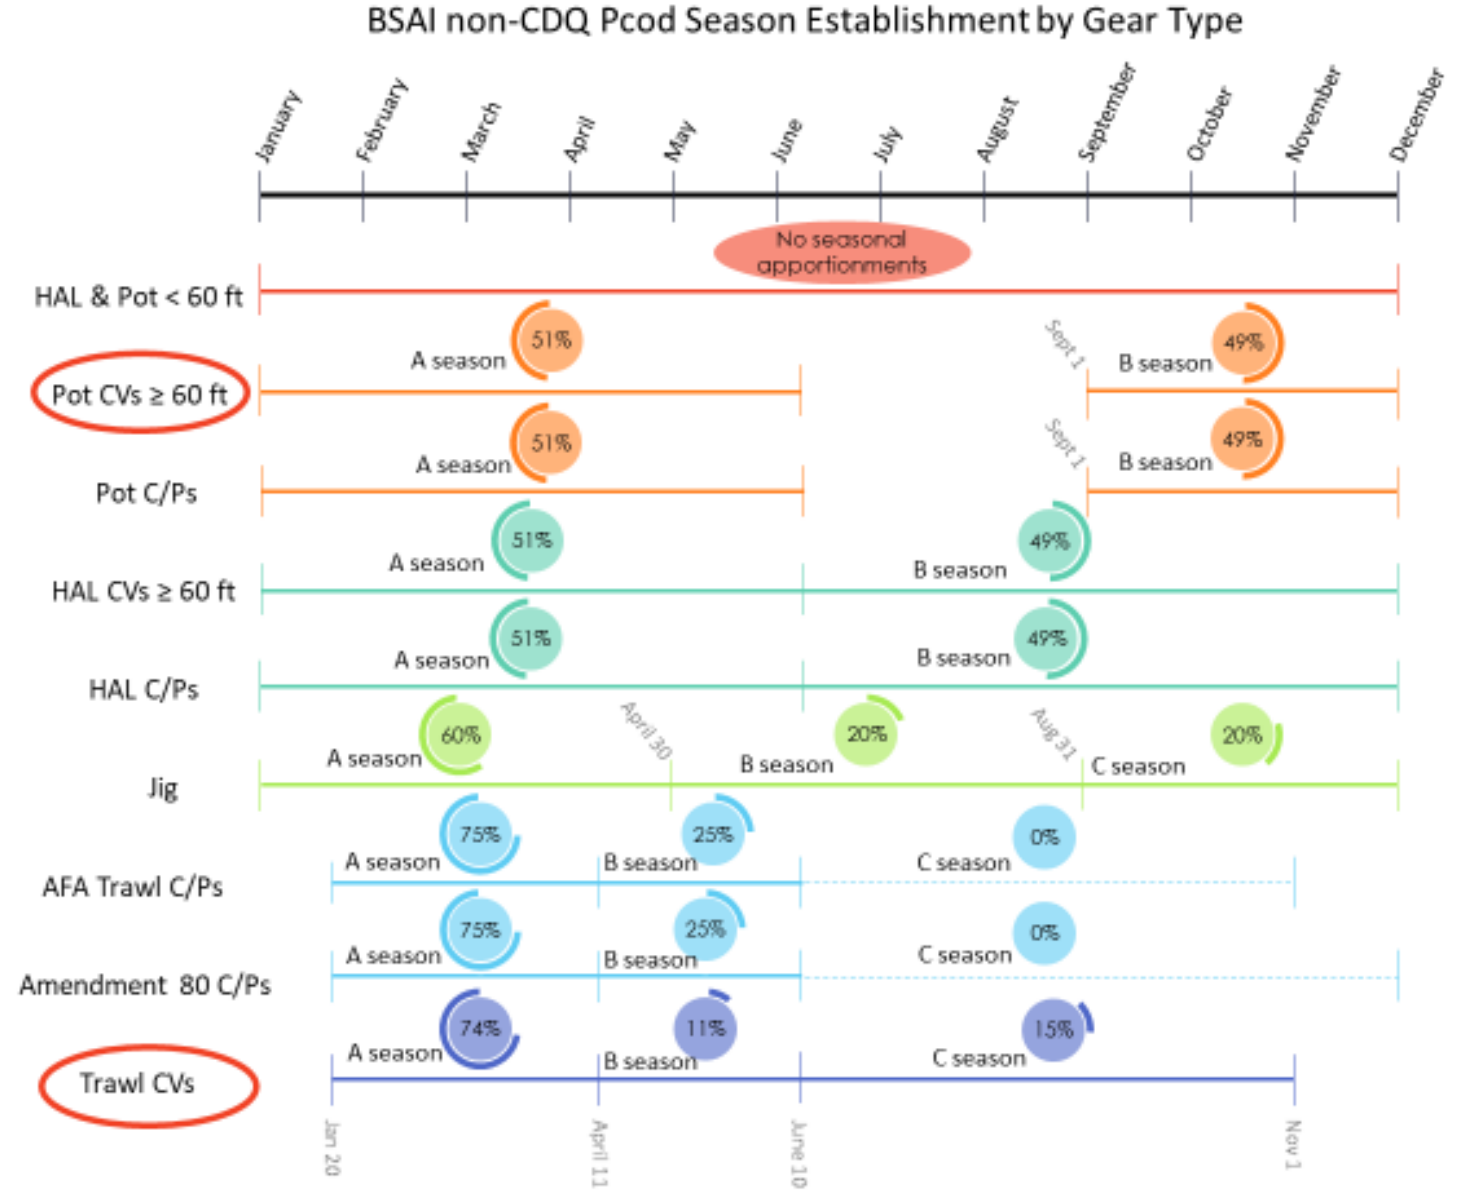 BSAI non-CDQ Pcod Season Establishment by Gear Type
January
February
March
April
May
June
July
August
September
October
November
December
No seasonal
apportionments
HAL & Pot < 60 ft
51%
A season
Sept 1
49%
B season
Pot CVs ≥ 60 ft
51%
A season
Sept 1
49%
B season
Pot C/Ps
51%
A season
49%
B season
HAL CVs ≥ 60 ft
51%
A season
49%
B season
HAL C/Ps
60%
A season
April 30
20%
B season
Aug 31
20%
C season
Jig
75%
A season
25%
B season
0%
C season
AFA Trawl C/Ps
75%
A season
25%
B season
0%
C season
Amendment 80 C/Ps
74%
A season
11%
B season
15%
C season
Trawl CVs
Jan 20
April 11
June 10
Nov 1